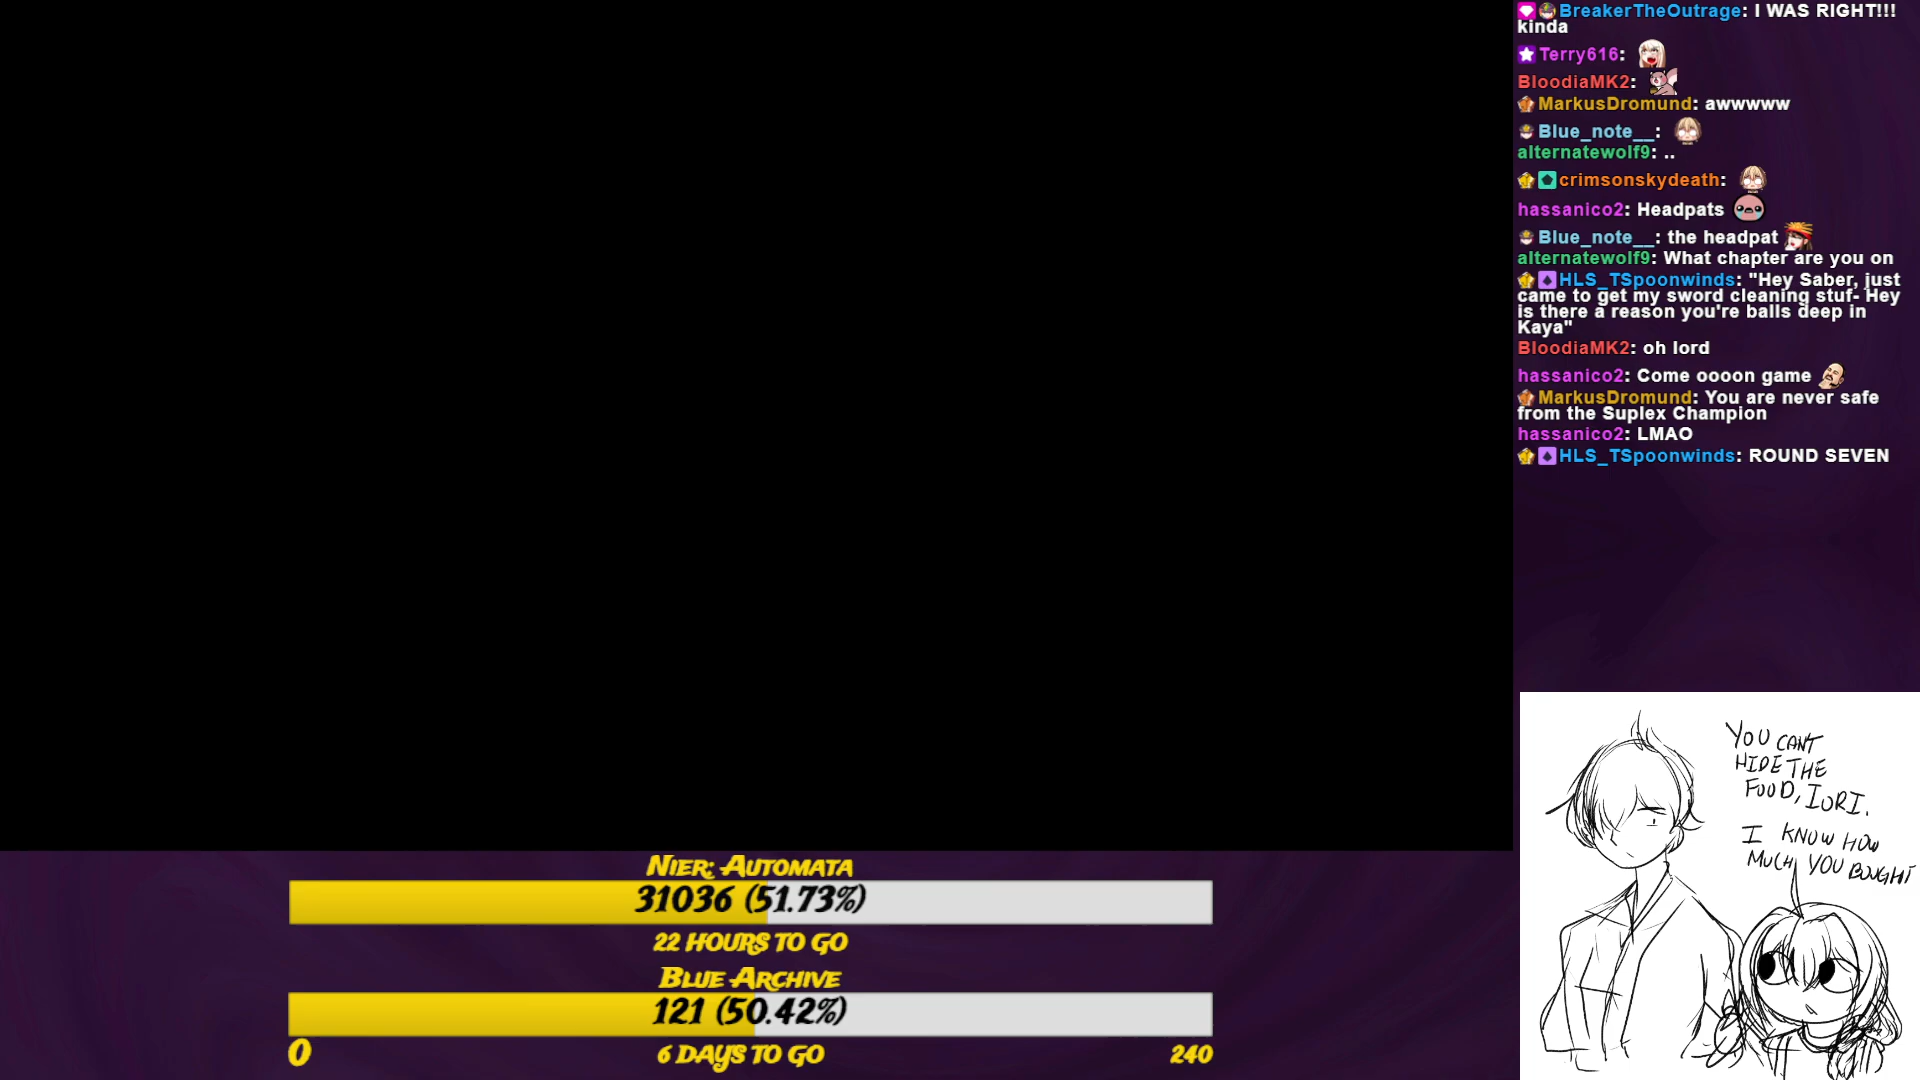 BreakerTheOutrage: I WAS RIGHT!!!
kinda
Terry616:
BloodiaMK2:
MarkusDromund: awwwww
Blue_note__:
alternatewolf9: ..
crimsonskydeath:
hassanico2: Headpats
Blue_note__: the headpat
alternatewolf9: What chapter are you on
HLS_TSpoonwinds: "Hey Saber, just
came to get my sword cleaning stuf- Hey
is there a reason you're balls deep in
Kaya"
BloodiaMK2: oh lord
hassanico2: Come oooon game
MarkusDromund: You are never safe
from the Suplex Champion
hassanico2: LMAO
HLS_TSpoonwinds: ROUND SEVEN
YOU CANT
HIDE THE
FOOD, IORI.
I KNOW HOW
MUCH YOU BOUGHT
NIER: AUTOMATA
31036 (51.73%)
22 HOURS TO GO
BLUE ARCHIVE
121 (50.42%)
0
6 DAYS TO GO
240